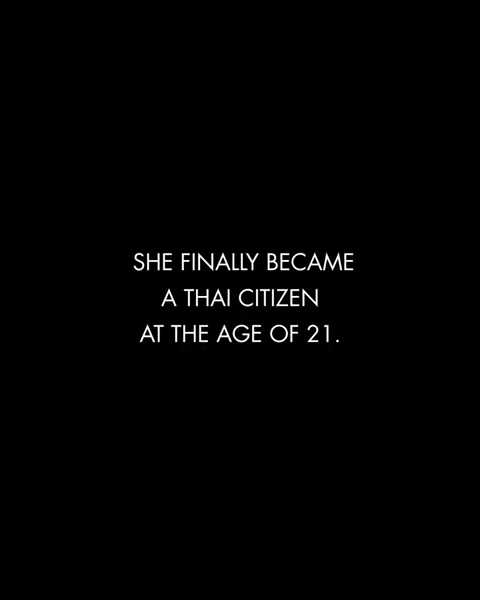 SHE FINALLY BECAME
A THAI CITIZEN
AT THE AGE OF 21.